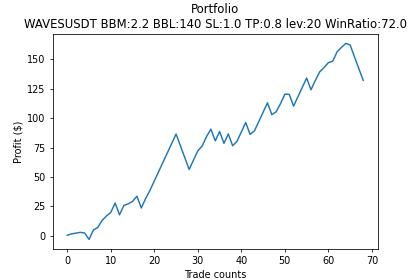 Portfolio
WAVESUSDT BBM:2.2 BBL:140 SL:1.0 TP:0.8 lev:20 WinRatio:72.0
150
125
100
75
50
25
0
Profit ($)
0 10 20 30 40 50 60 70
Trade counts